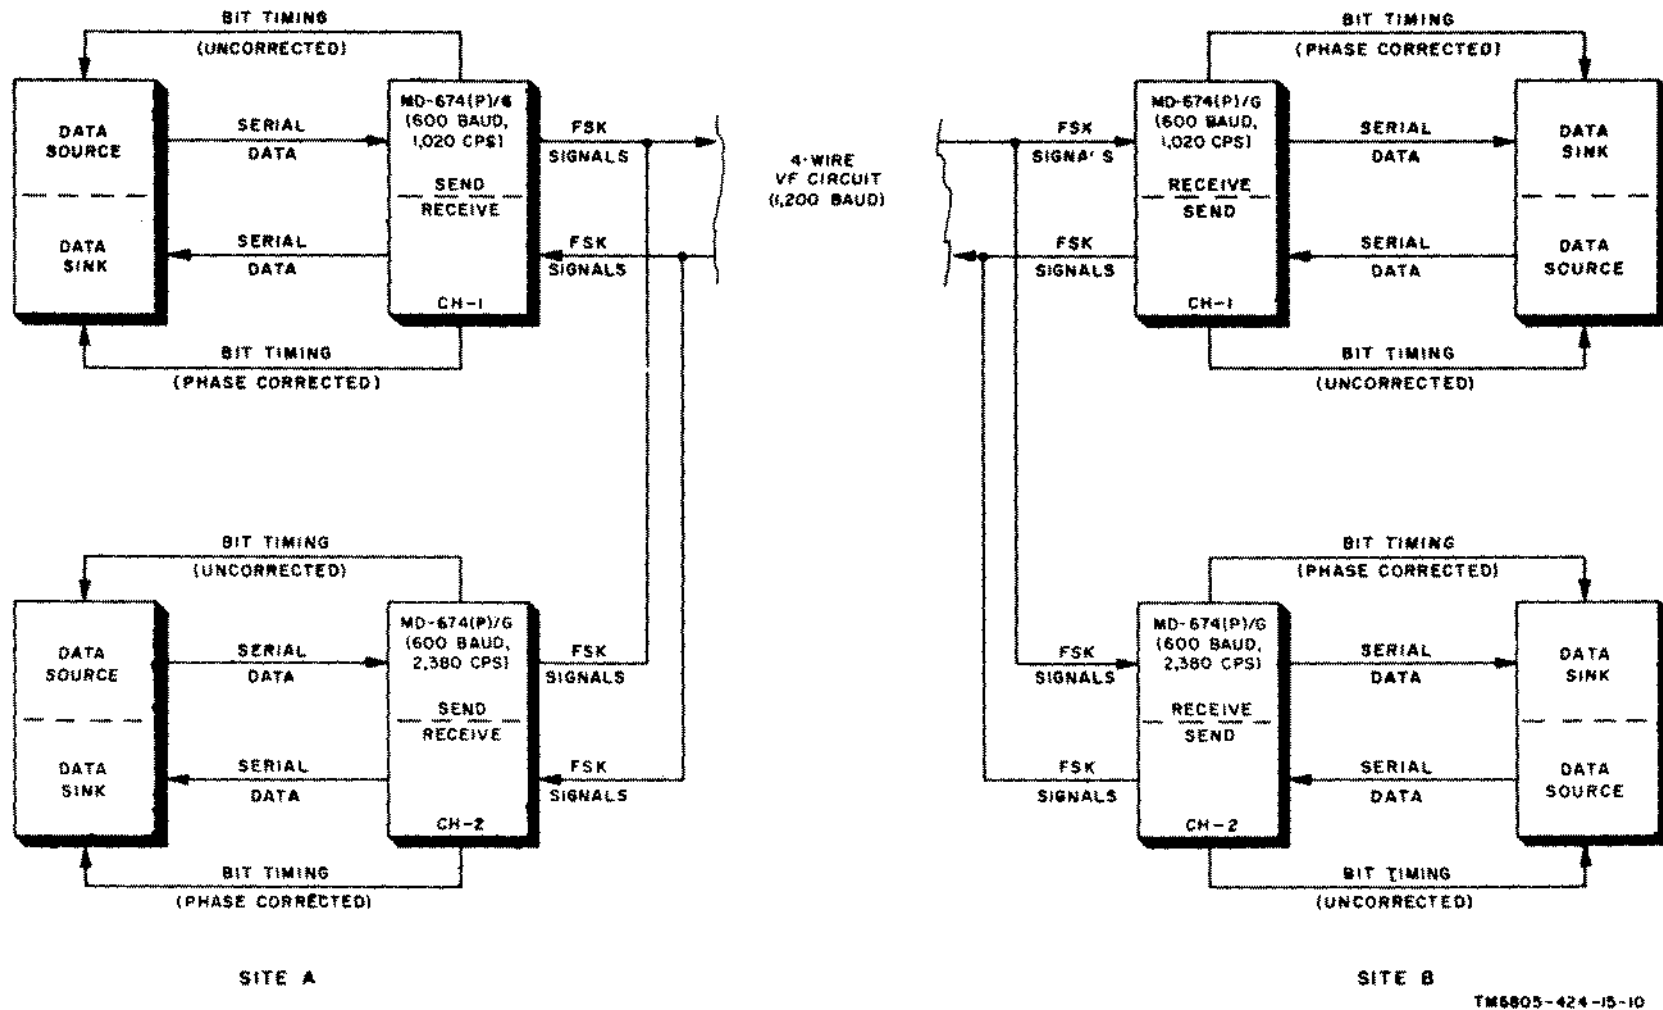 BIT TIMING
(UNCORRECTED)
DATA
SOURCE
DATA
SINK
SERIAL
DATA
SERIAL
DATA
MD-674(P)/G
(600 BAUD,
1,020 CPS)
SEND
RECEIVE
CH-1
FSK
SIGNALS
FSK
SIGNALS
BIT TIMING
(PHASE CORRECTED)
4-WIRE
VF CIRCUIT
(1,200 BAUD)
BIT TIMING
(PHASE CORRECTED)
FSK
SIGNA' S
FSK
SIGNALS
MD-674(P)/G
(600 BAUD,
1,020 CPS)
RECEIVE
SEND
CH-1
SERIAL
DATA
SERIAL
DATA
DATA
SINK
DATA
SOURCE
BIT TIMING
(UNCORRECTED)
BIT TIMING
(UNCORRECTED)
DATA
SOURCE
DATA
SINK
SERIAL
DATA
SERIAL
DATA
MD-674(P)/G
(600 BAUD,
2,380 CPS)
SEND
RECEIVE
CH-2
FSK
SIGNALS
FSK
SIGNALS
BIT TIMING
(PHASE CORRECTED)
BIT TIMING
(PHASE CORRECTED)
FSK
SIGNALS
FSK
SIGNALS
MD-674(P)/G
(600 BAUD,
2,380 CPS)
RECEIVE
SEND
CH-2
SERIAL
DATA
SERIAL
DATA
DATA
SINK
DATA
SOURCE
BIT TIMING
(UNCORRECTED)
SITE A
SITE B
TM5805-424-15-10